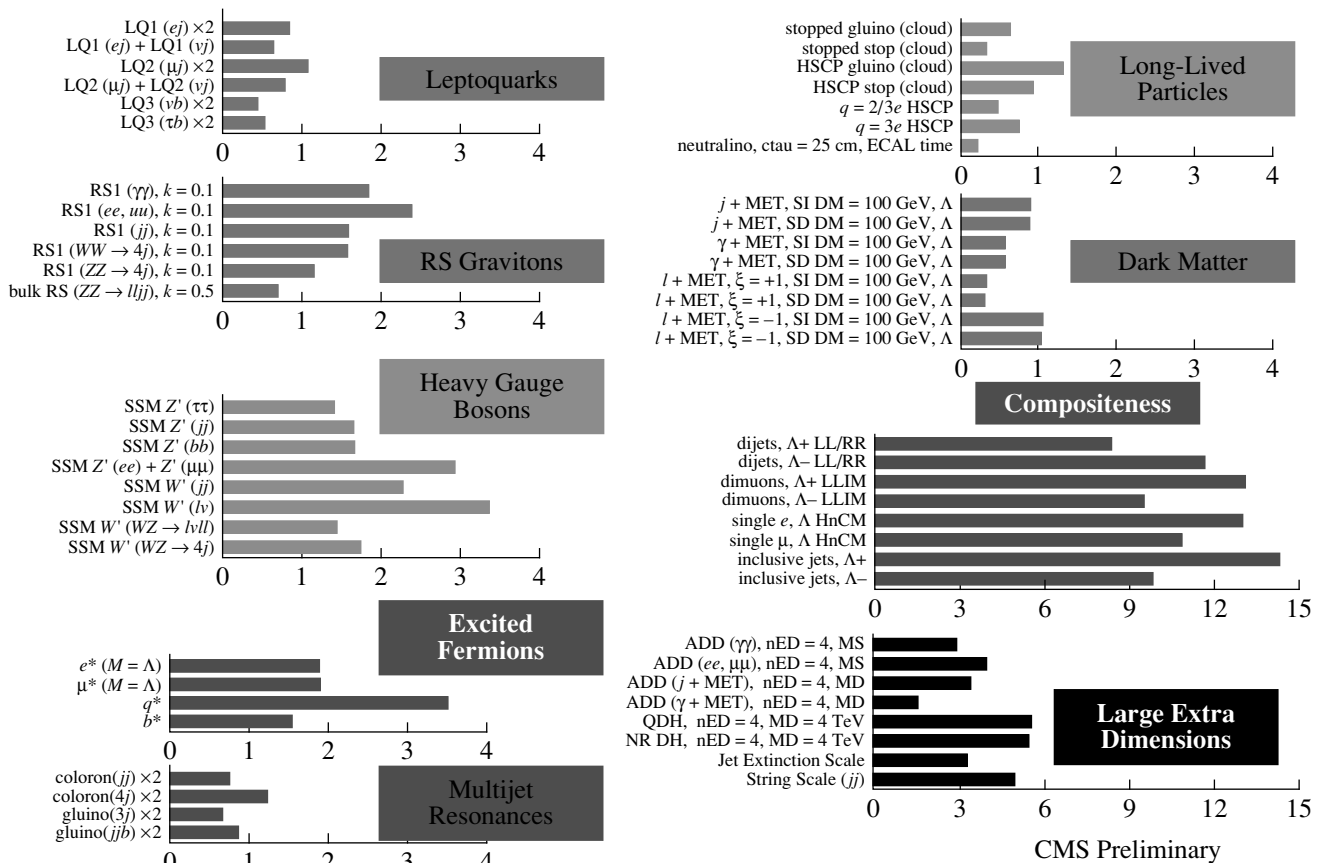 LQ1 (ej) ×2
LQ1 (ej) + LQ1 (νj)
LQ2 (μj) ×2
LQ2 (μj) + LQ2 (νj)
LQ3 (νb) ×2
LQ3 (τb) ×2
Leptoquarks
0 1 2 3 4
RS1 (γγ), k = 0.1
RS1 (ee, uu), k = 0.1
RS1 (jj), k = 0.1
RS1 (WW → 4j), k = 0.1
RS1 (ZZ → 4j), k = 0.1
bulk RS (ZZ → lljj), k = 0.5
RS Gravitons
0 1 2 3 4
Heavy Gauge
Bosons
SSM Z' (ττ)
SSM Z' (jj)
SSM Z' (bb)
SSM Z' (ee) + Z' (μμ)
SSM W' (jj)
SSM W' (lν)
SSM W' (WZ → lνll)
SSM W' (WZ → 4j)
0 1 2 3 4
Excited
Fermions
e* (M = Λ)
μ* (M = Λ)
q*
b*
0 1 2 3 4
coloron(jj) ×2
coloron(4j) ×2
gluino(3j) ×2
gluino(jjb) ×2
Multijet
Resonances
0 1 2 3 4
stopped gluino (cloud)
stopped stop (cloud)
HSCP gluino (cloud)
HSCP stop (cloud)
q = 2/3e HSCP
q = 3e HSCP
neutralino, ctau = 25 cm, ECAL time
Long-Lived
Particles
0 1 2 3 4
j + MET, SI DM = 100 GeV, Λ
j + MET, SD DM = 100 GeV, Λ
γ + MET, SI DM = 100 GeV, Λ
γ + MET, SD DM = 100 GeV, Λ
l + MET, ξ = +1, SI DM = 100 GeV, Λ
l + MET, ξ = +1, SD DM = 100 GeV, Λ
l + MET, ξ = –1, SI DM = 100 GeV, Λ
l + MET, ξ = –1, SD DM = 100 GeV, Λ
Dark Matter
0 1 2 3 4
Compositeness
dijets, Λ+ LL/RR
dijets, Λ– LL/RR
dimuons, Λ+ LLIM
dimuons, Λ– LLIM
single e, Λ HnCM
single μ, Λ HnCM
inclusive jets, Λ+
inclusive jets, Λ–
0 3 6 9 12 15
ADD (γγ), nED = 4, MS
ADD (ee, μμ), nED = 4, MS
ADD (j + MET), nED = 4, MD
ADD (γ + MET), nED = 4, MD
QDH, nED = 4, MD = 4 TeV
NR DH, nED = 4, MD = 4 TeV
Jet Extinction Scale
String Scale (jj)
Large Extra
Dimensions
0 3 6 9 12 15
CMS Preliminary